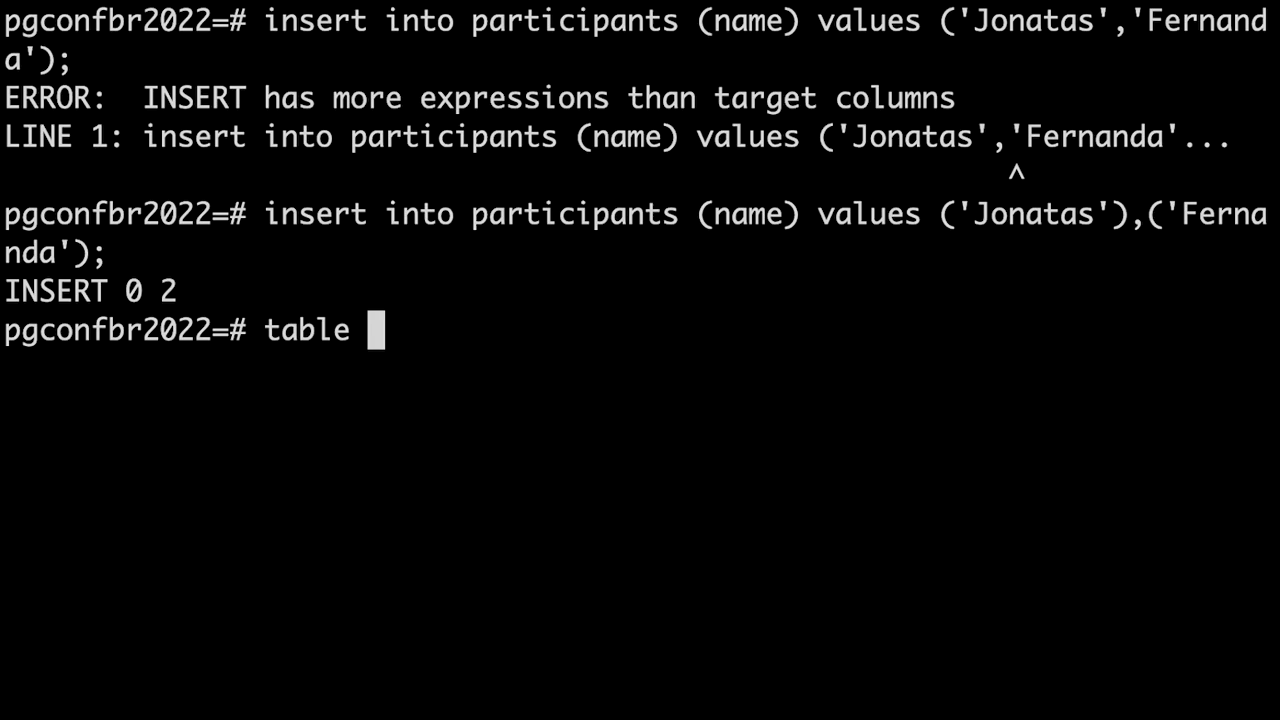 pgconfbr2022=# insert into participants (name) values ('Jonatas','Fernand
a');
ERROR:  INSERT has more expressions than target columns
LINE 1: insert into participants (name) values ('Jonatas','Fernanda'...
^
pgconfbr2022=# insert into participants (name) values ('Jonatas'),('Ferna
nda');
INSERT 0 2
pgconfbr2022=# table